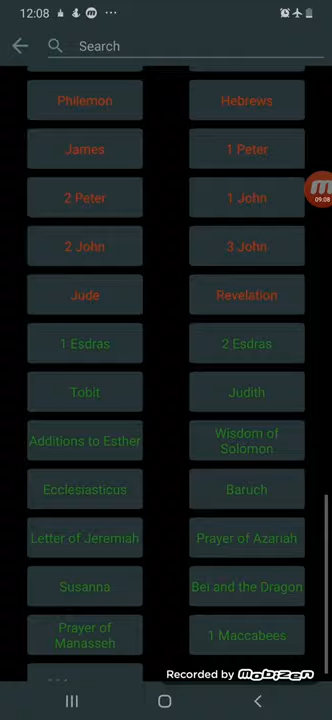 12:08
Search
Philemon
Hebrews
James
1 Peter
2 Peter
1 John
09:08
2 John
3 John
Jude
Revelation
1 Esdras
2 Esdras
Tobit
Judith
Additions to Esther
Wisdom of
Solomon
Ecclesiasticus
Baruch
Letter of Jeremiah
Prayer of Azariah
Susanna
Bel and the Dragon
Prayer of
Manasseh
1 Maccabees
Recorded by MOBIZEN